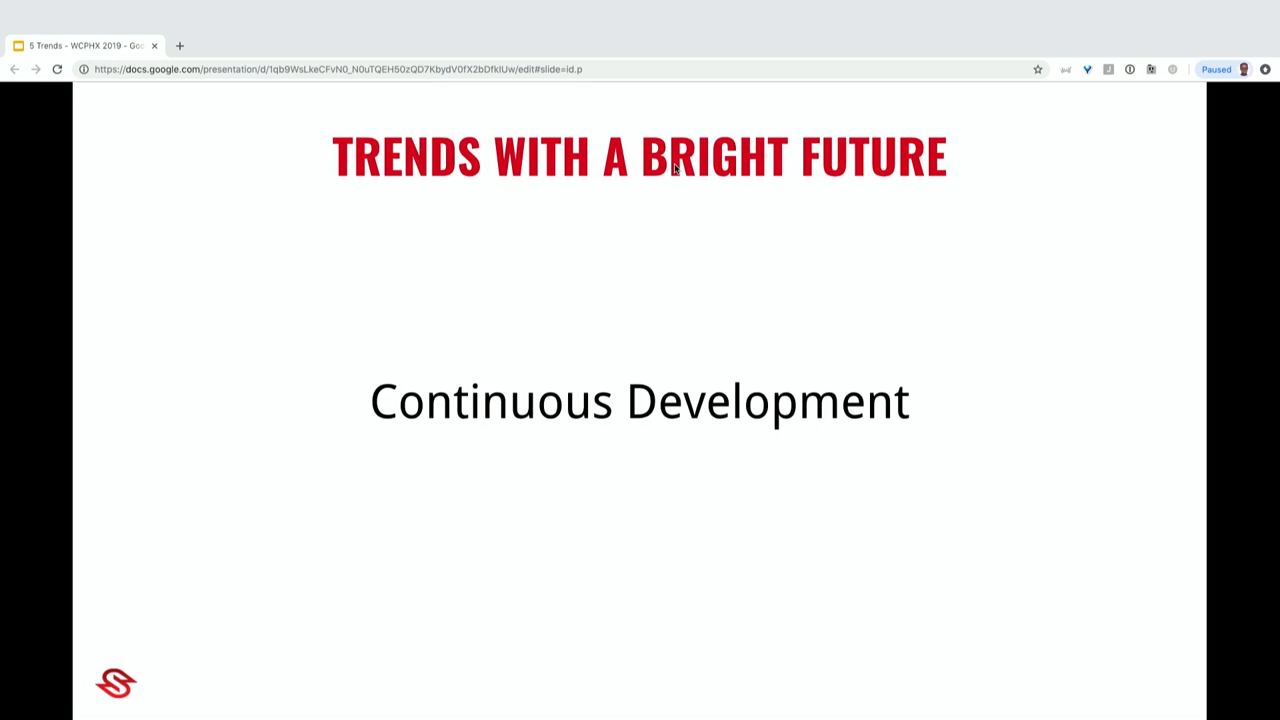 5 Trends - WCPHX 2019 - Goo
https://docs.google.com/presentation/d/1qb9WsLkeCFvN0_N0uTQEH50zQD7KbydV0fX2bDfkIUw/edit#slide=id.p
Paused
TRENDS WITH A BRIGHT FUTURE
Continuous Development